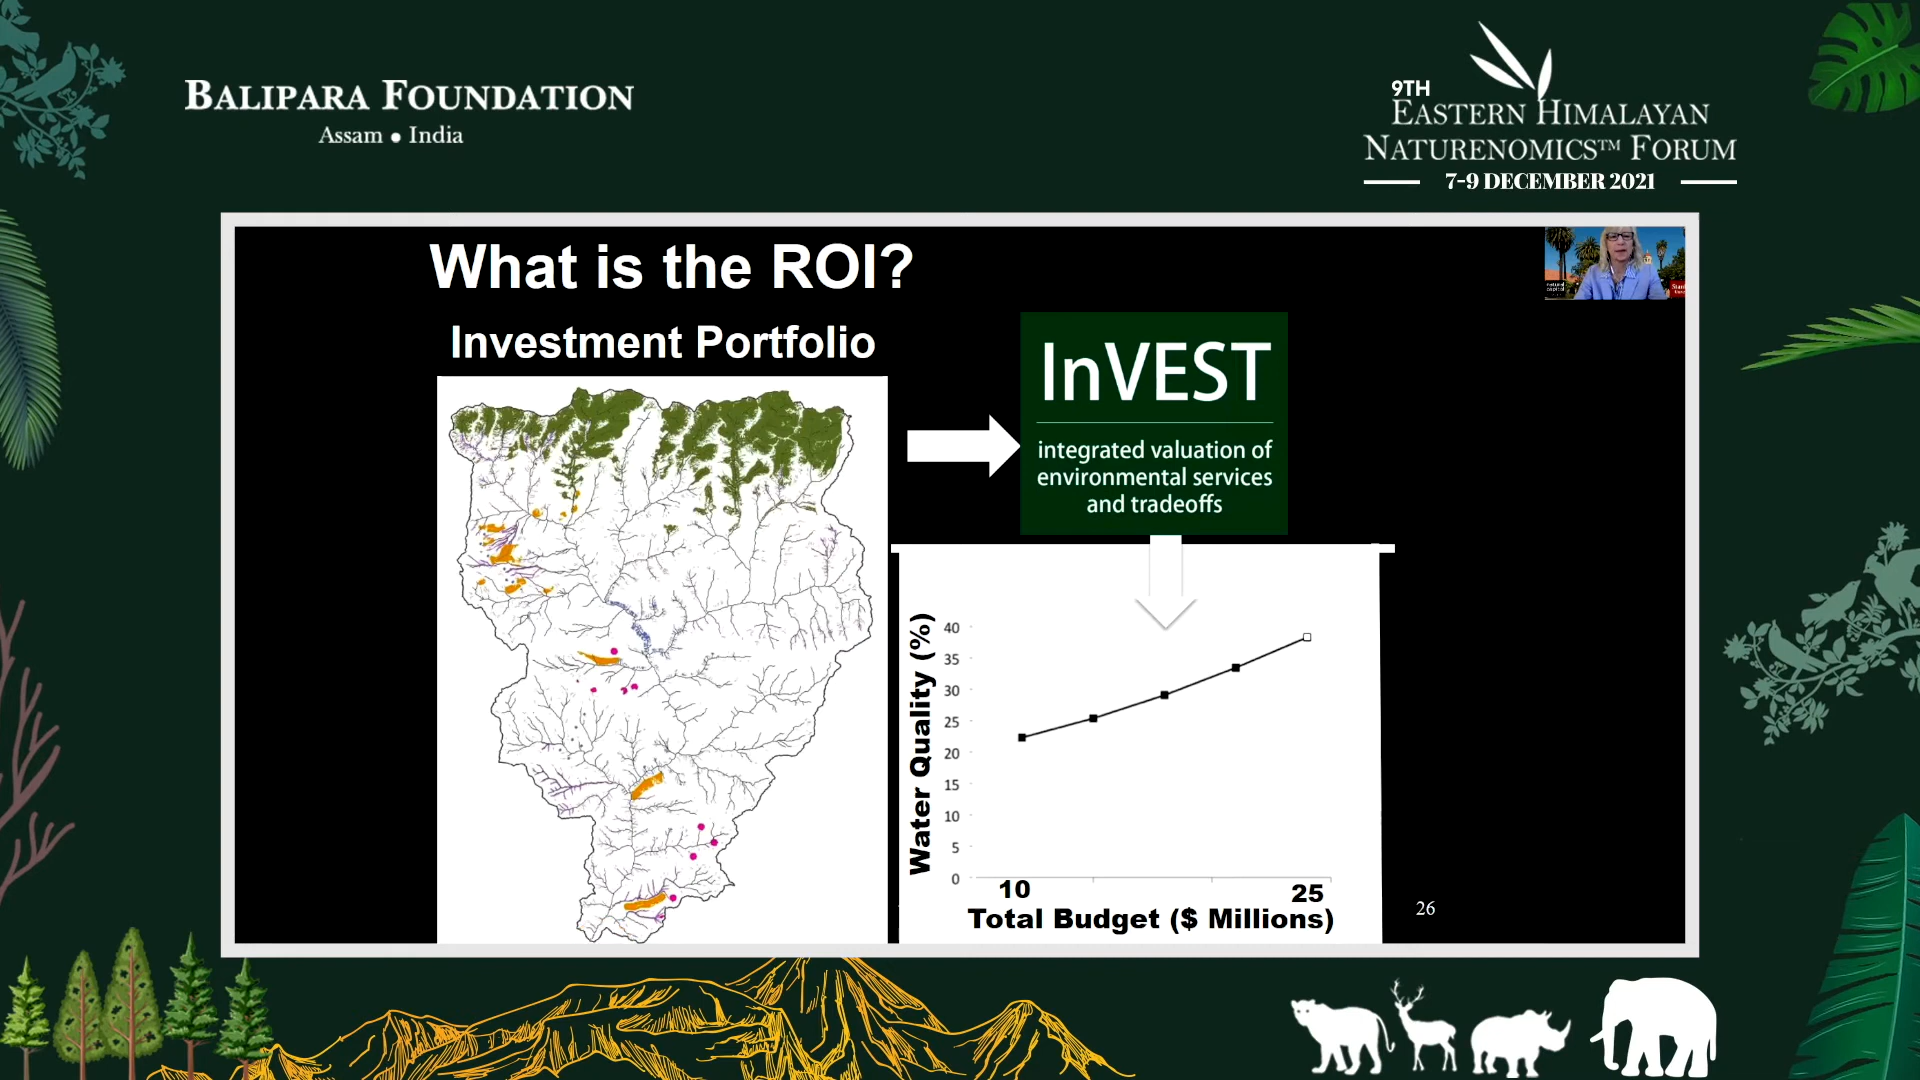 BALIPARA FOUNDATION
Assam ● India
9TH
EASTERN HIMALAYAN
NATURENOMICS™ FORUM
7-9 DECEMBER 2021
What is the ROI?
Investment Portfolio
InVEST
integrated valuation of
environmental services
and tradeoffs
Water Quality (%)
40
35
30
25
20
15
10
5
0
10
25
Total Budget ($ Millions)
26